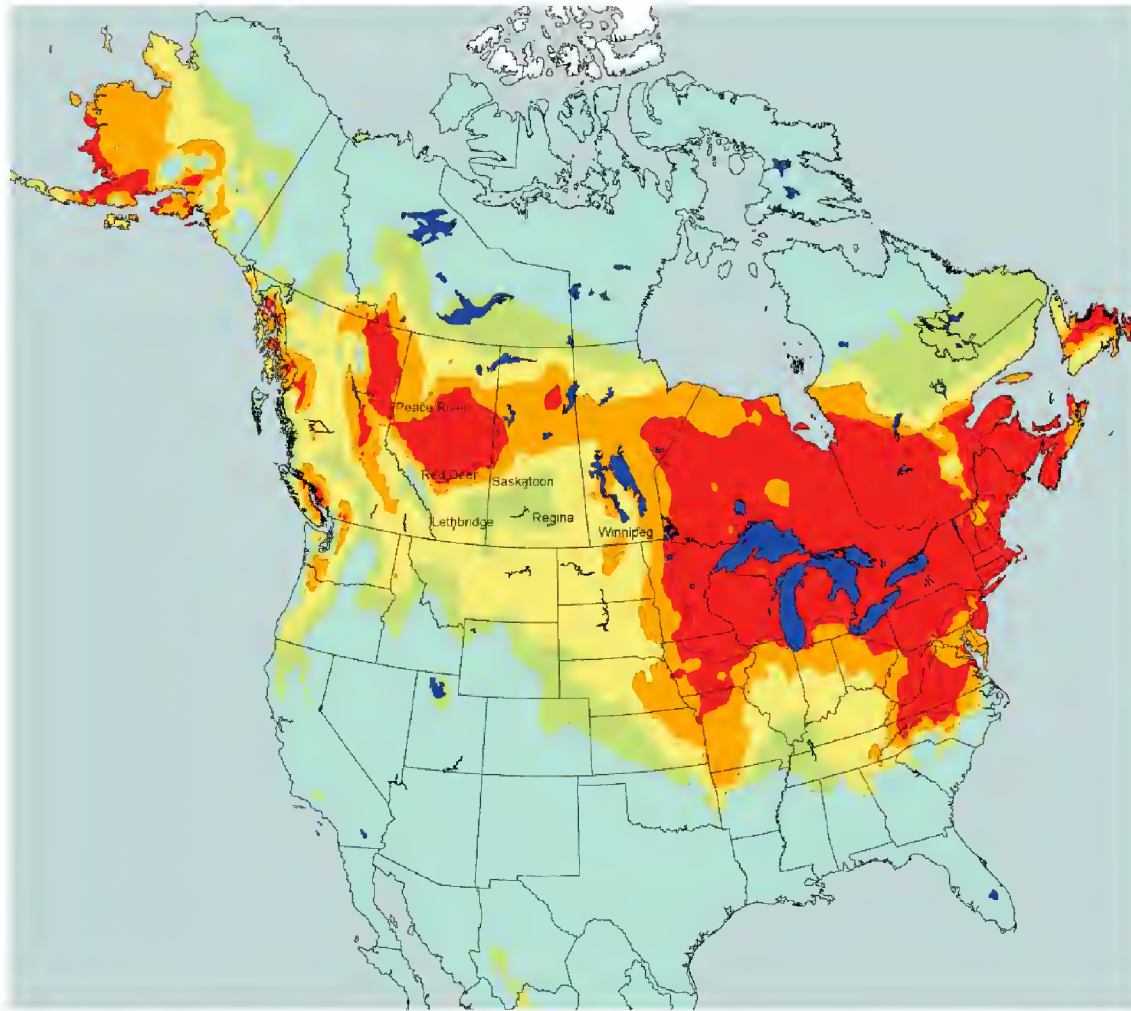 Peace River
Red Deer
Saskatoon
Lethbridge
Regina
Winnipeg